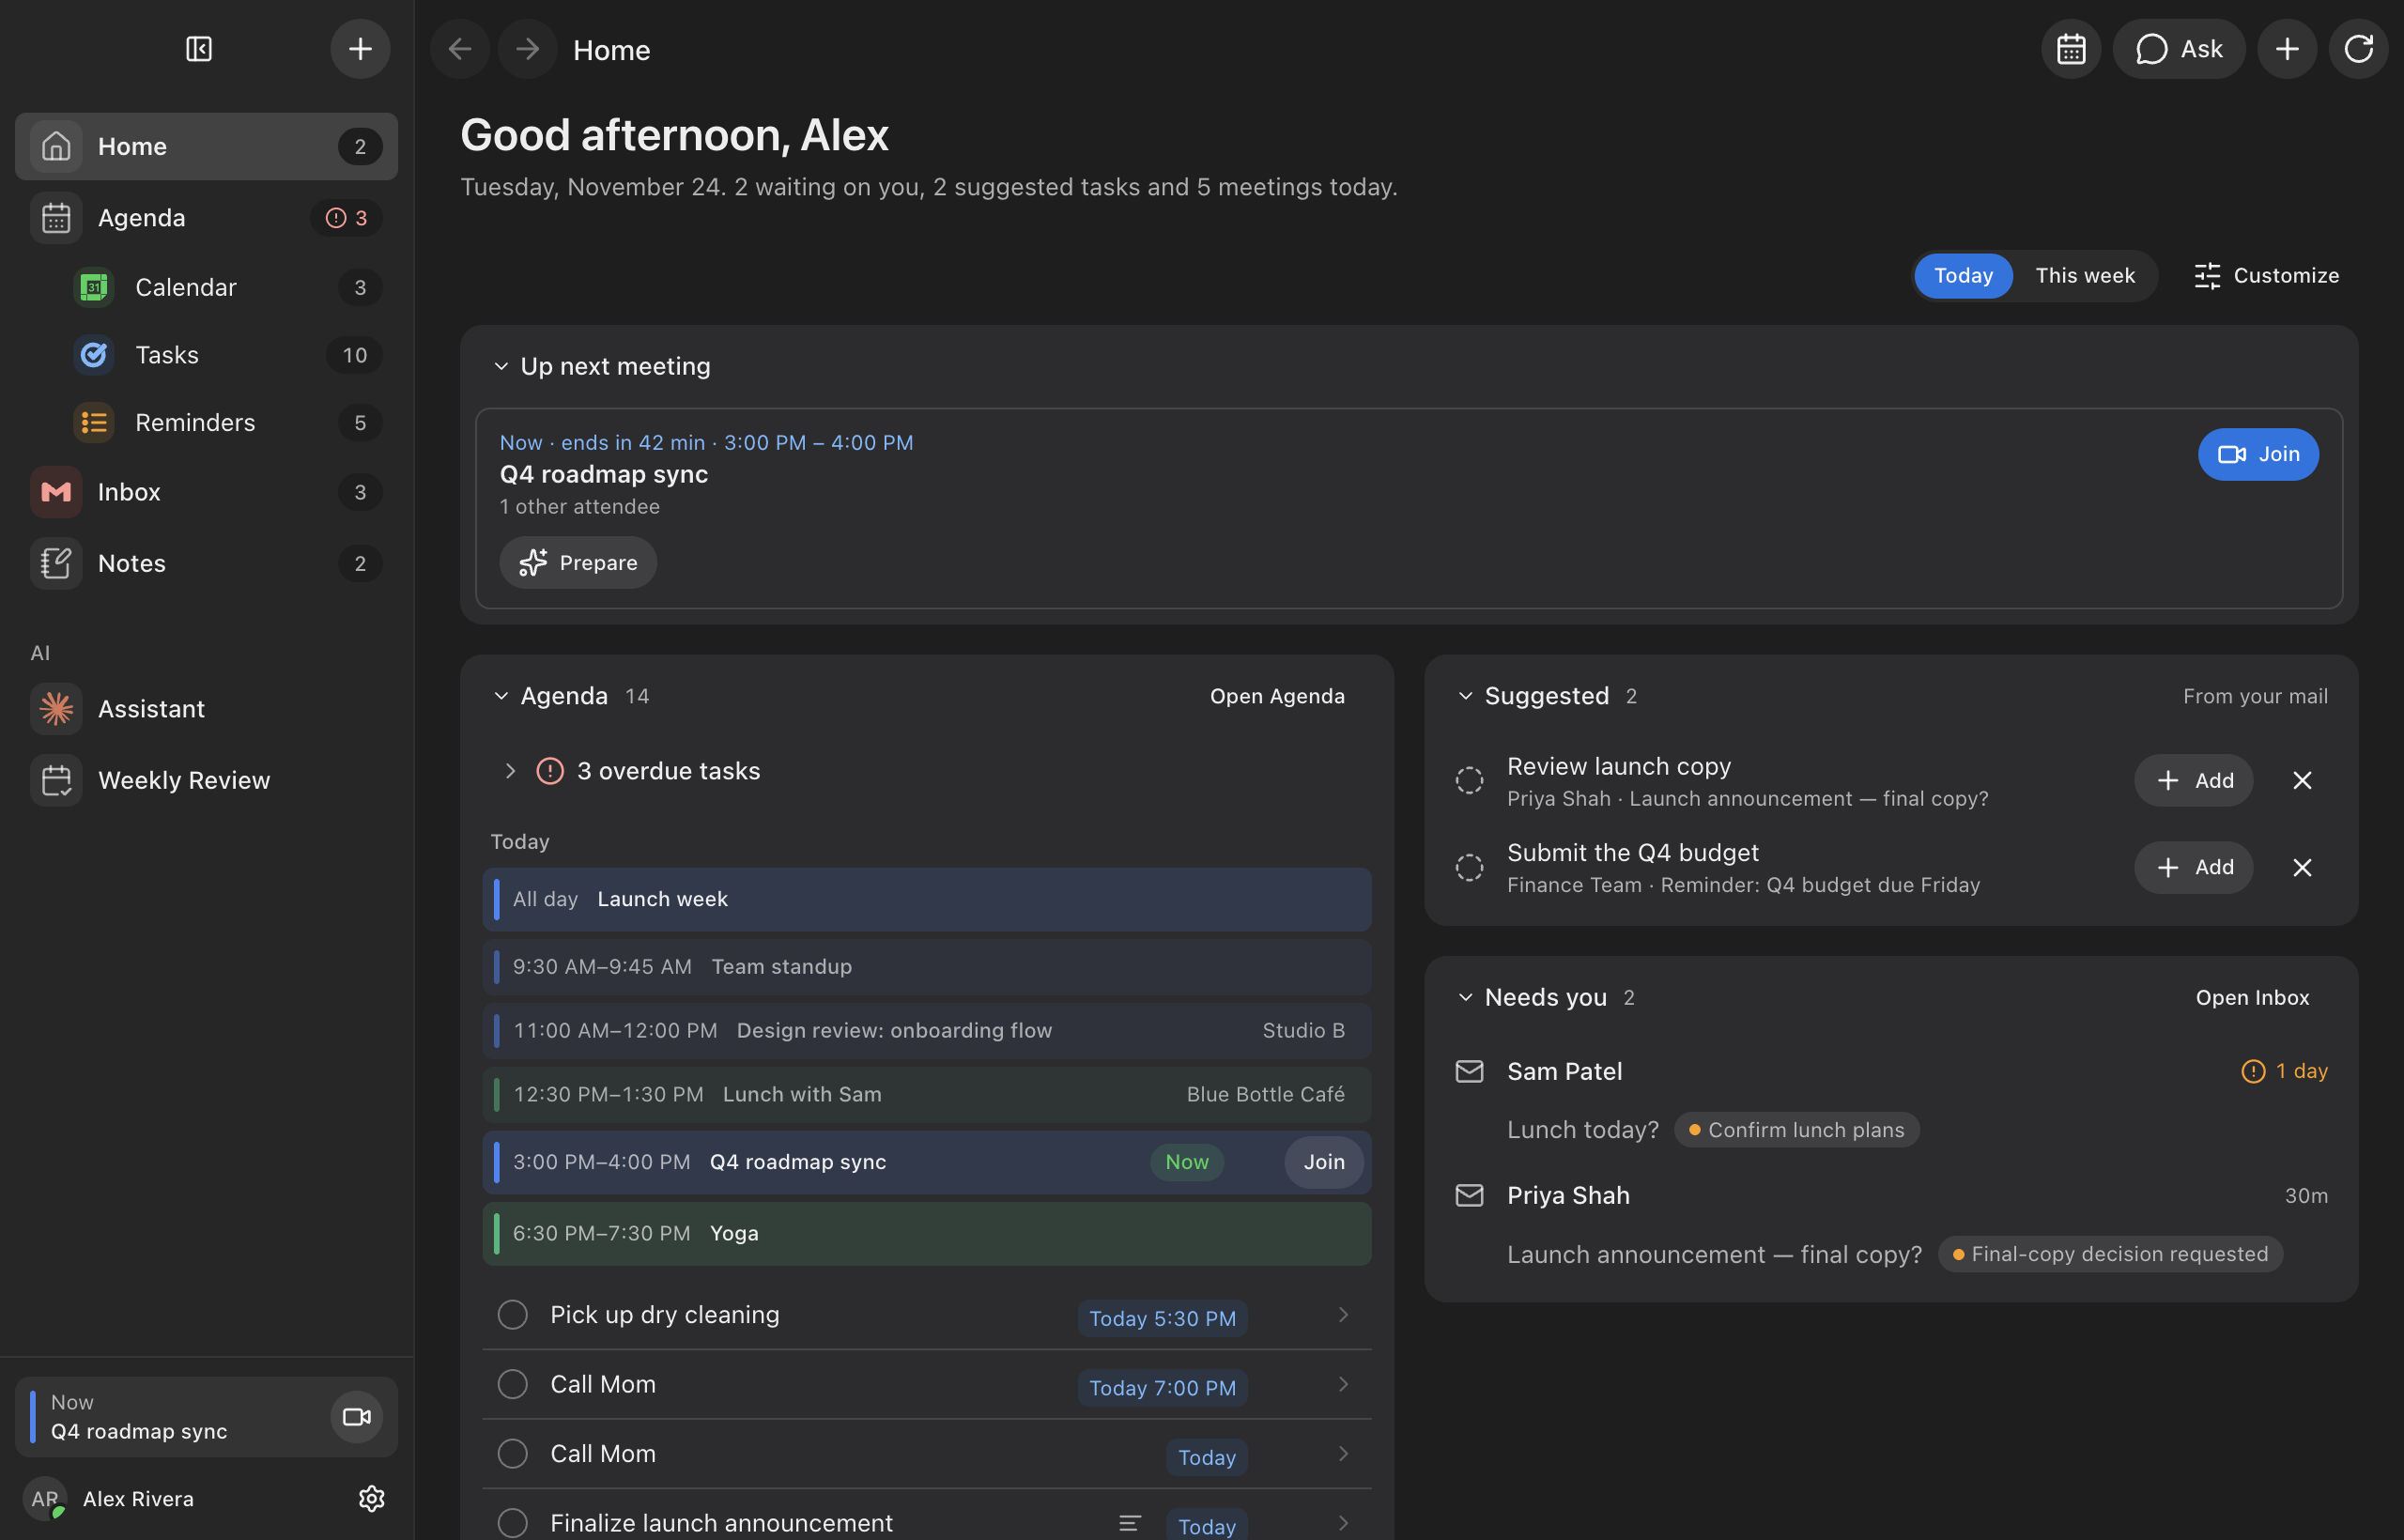 Home
Ask
Home 2
Agenda 3
31 Calendar 3
Tasks 10
Reminders 5
Inbox 3
Notes 2
AI
Assistant
Weekly Review
Now
Q4 roadmap sync
AR Alex Rivera
Good afternoon, Alex
Tuesday, November 24. 2 waiting on you, 2 suggested tasks and 5 meetings today.
Today This week Customize
Up next meeting
Now · ends in 42 min · 3:00 PM – 4:00 PM
Q4 roadmap sync
1 other attendee
Join
Prepare
Agenda 14 Open Agenda
3 overdue tasks
Today
All day Launch week
9:30 AM–9:45 AM Team standup
11:00 AM–12:00 PM Design review: onboarding flow Studio B
12:30 PM–1:30 PM Lunch with Sam Blue Bottle Café
3:00 PM–4:00 PM Q4 roadmap sync Now Join
6:30 PM–7:30 PM Yoga
Pick up dry cleaning Today 5:30 PM
Call Mom Today 7:00 PM
Call Mom Today
Finalize launch announcement Today
Suggested 2 From your mail
Review launch copy
Priya Shah · Launch announcement — final copy?
Add
Submit the Q4 budget
Finance Team · Reminder: Q4 budget due Friday
Add
Needs you 2 Open Inbox
Sam Patel 1 day
Lunch today? Confirm lunch plans
Priya Shah 30m
Launch announcement — final copy? Final-copy decision requested